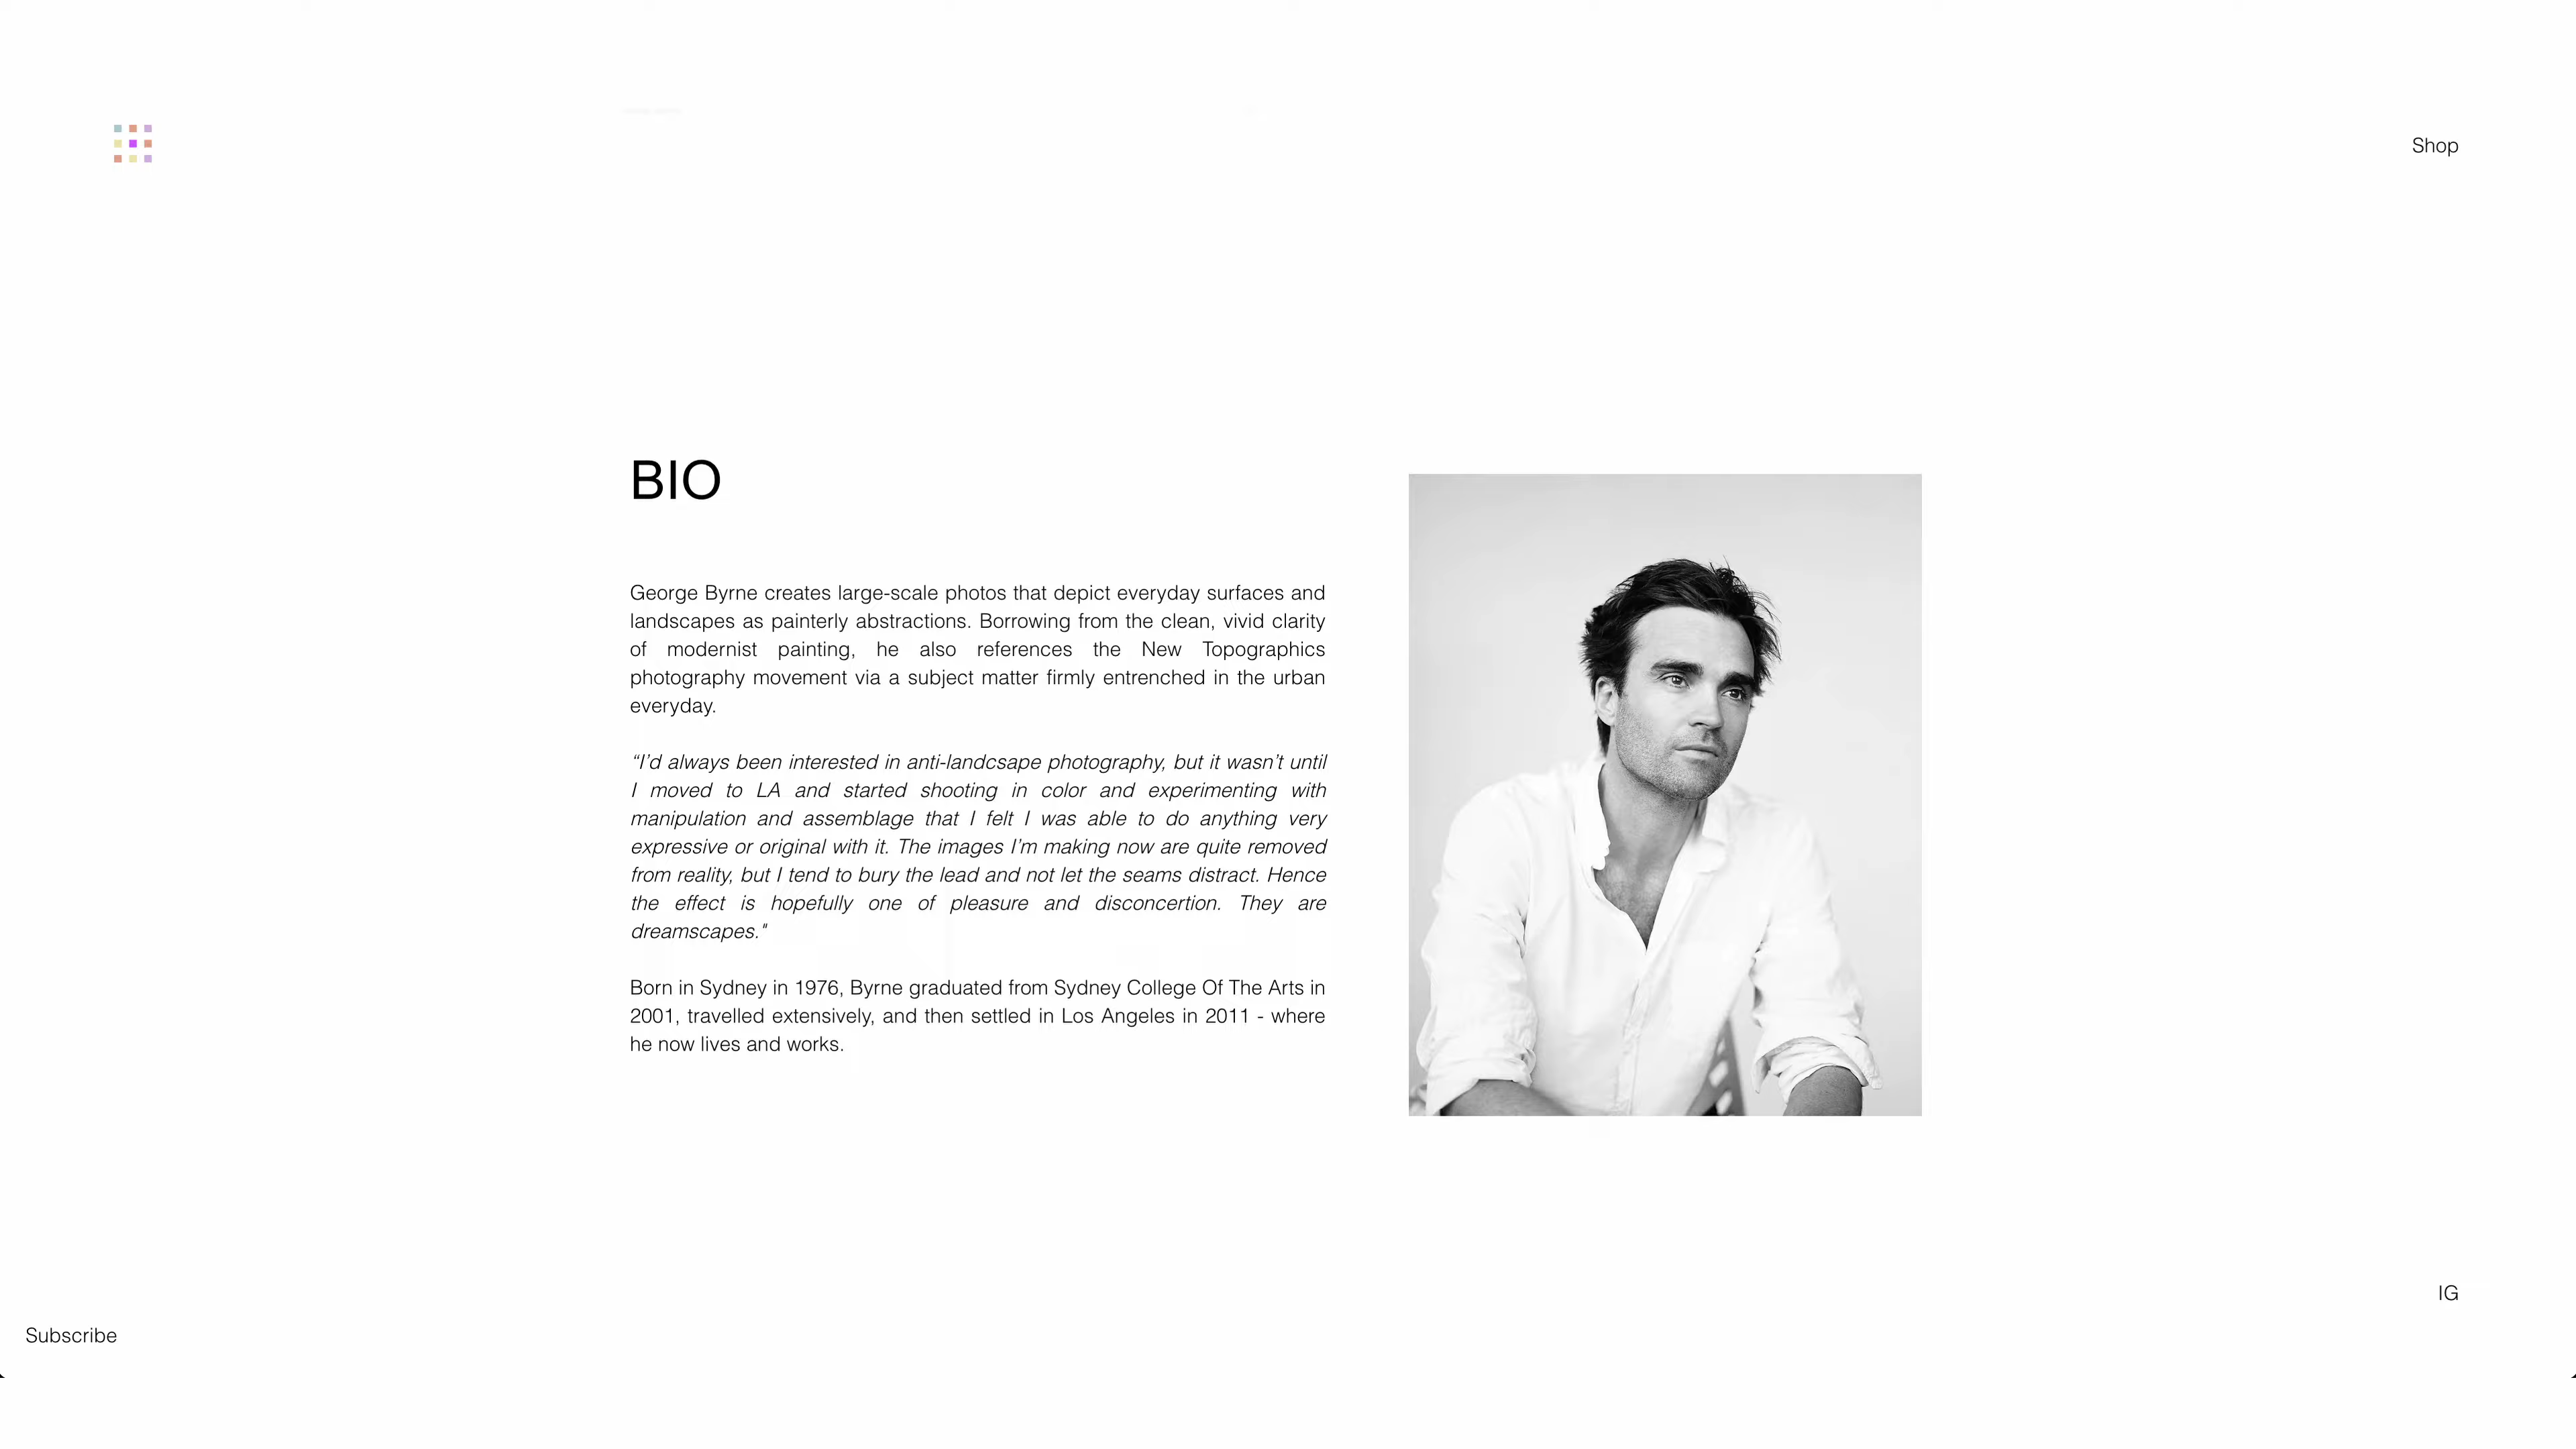 Shop
BIO
George Byrne creates large-scale photos that depict everyday surfaces and
landscapes as painterly abstractions. Borrowing from the clean, vivid clarity
of modernist painting, he also references the New Topographics
photography movement via a subject matter firmly entrenched in the urban
everyday.
“I’d always been interested in anti-landcsape photography, but it wasn’t until
I moved to LA and started shooting in color and experimenting with
manipulation and assemblage that I felt I was able to do anything very
expressive or original with it. The images I’m making now are quite removed
from reality, but I tend to bury the lead and not let the seams distract. Hence
the effect is hopefully one of pleasure and disconcertion. They are
dreamscapes."
Born in Sydney in 1976, Byrne graduated from Sydney College Of The Arts in
2001, travelled extensively, and then settled in Los Angeles in 2011 - where
he now lives and works.
IG
Subscribe